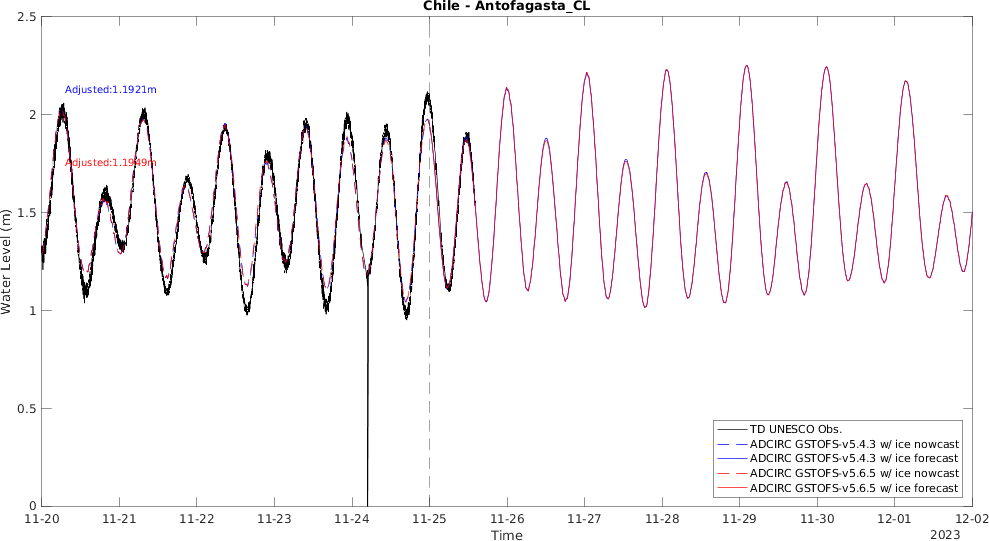 Chile - Antofagasta_CL
2.5
2
1.5
1
0.5
0
Water Level (m)
Adjusted:1.1921m
Adjusted:1.1949m
TD UNESCO Obs.
ADCIRC GSTOFS-v5.4.3 w/ ice nowcast
ADCIRC GSTOFS-v5.4.3 w/ ice forecast
ADCIRC GSTOFS-v5.6.5 w/ ice nowcast
ADCIRC GSTOFS-v5.6.5 w/ ice forecast
11-20 11-21 11-22 11-23 11-24 11-25 11-26 11-27 11-28 11-29 11-30 12-01 12-02
Time
2023